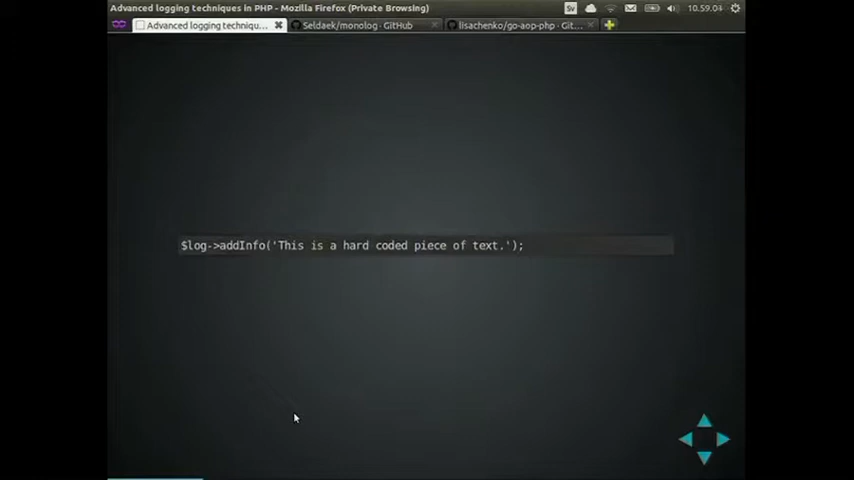 Advanced logging techniques in PHP - Mozilla Firefox (Private Browsing)
Sv
10.59.04
Advanced logging techniqu...
Seldaek/monolog · GitHub
lisachenko/go-aop-php · Git...
$log->addInfo('This is a hard coded piece of text.');